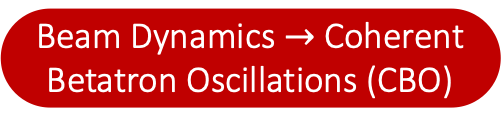 Beam Dynamics → Coherent
Betatron Oscillations (CBO)